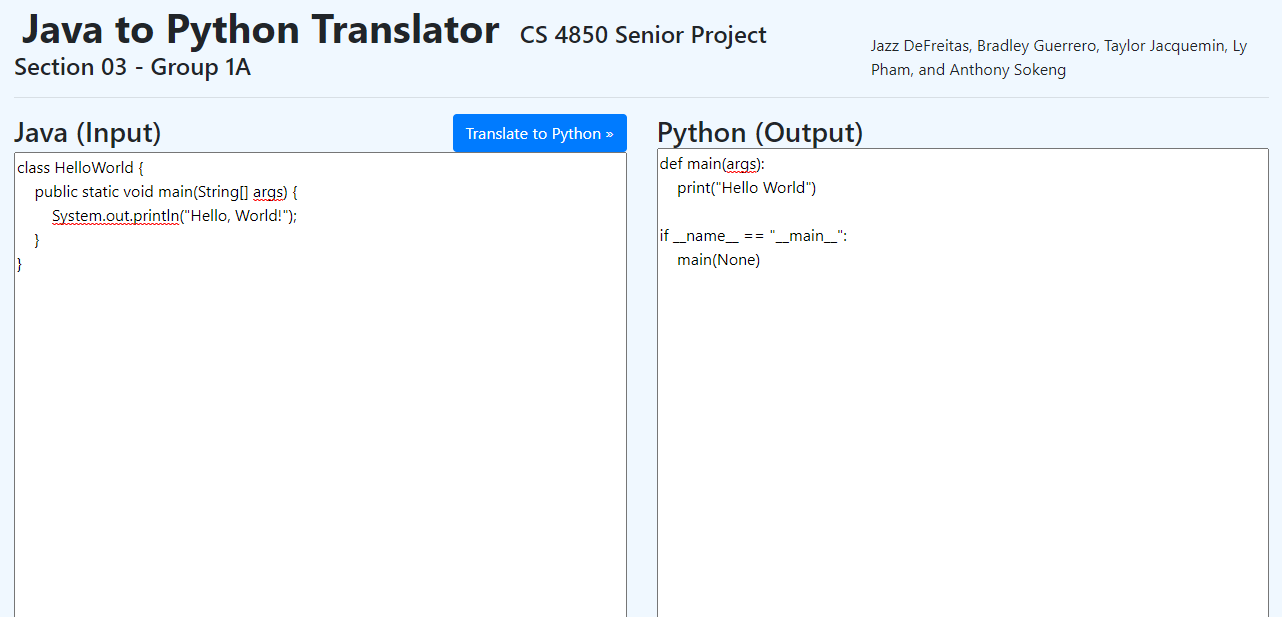 Java to Python Translator CS 4850 Senior Project
Section 03 - Group 1A
Jazz DeFreitas, Bradley Guerrero, Taylor Jacquemin, Ly
Pham, and Anthony Sokeng
Java (Input)
Translate to Python »
class HelloWorld {
    public static void main(String[] args) {
        System.out.println("Hello, World!");
    }
}
Python (Output)
def main(args):
    print("Hello World")
if __name__ == "__main__":
    main(None)